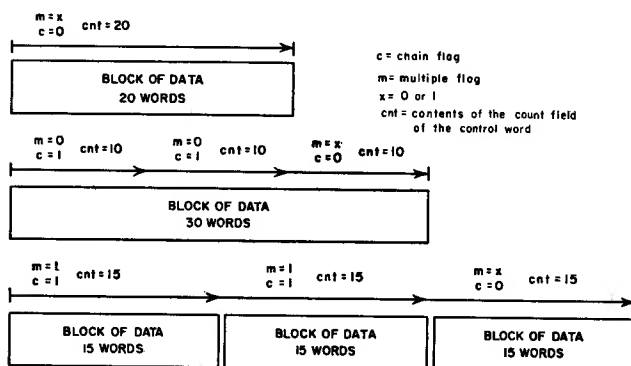 m=x
c=0 cnt=20
BLOCK OF DATA
20 WORDS
c= chain flag
m= multiple flag
x = 0 or 1
cnt= contents of the count field
of the control word
m=0
c=1 cnt=10
m=0
c=1 cnt=10
m=x
c=0 cnt=10
BLOCK OF DATA
30 WORDS
m=1
c=1 cnt=15
m=1
c=1 cnt=15
m=x
c=0 cnt=15
BLOCK OF DATA
15 WORDS
BLOCK OF DATA
15 WORDS
BLOCK OF DATA
15 WORDS